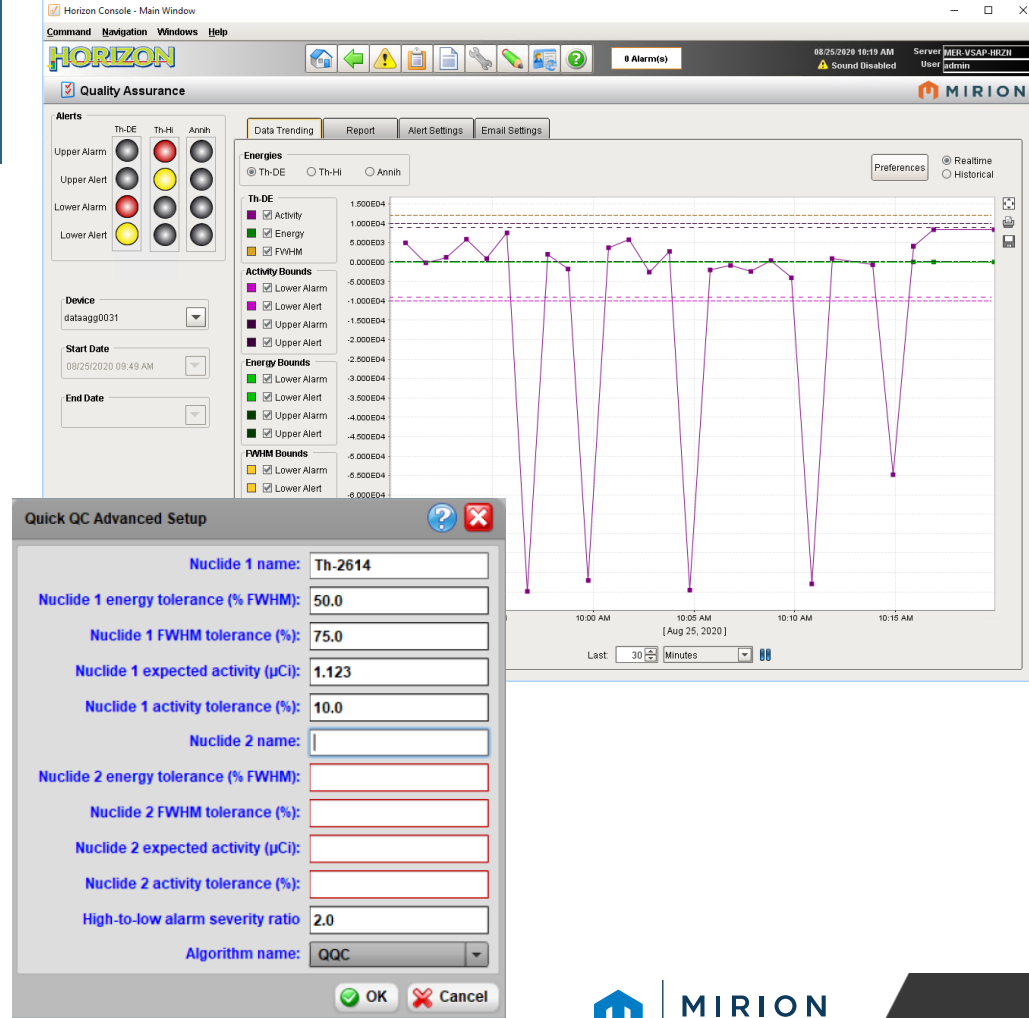 Horizon Console - Main Window
Command Navigation Windows Help
HORIZON
0 Alarm(s)
08/25/2020 10:19 AM Server MER-VSAP-HRZN
Sound Disabled User admin
Quality Assurance
MIRION
Alerts
Th-DE Th-Hi Annih
Upper Alarm
Upper Alert
Lower Alarm
Lower Alert
Device
dataagg0031
Start Date
08/25/2020 09:49 AM
End Date
Data Trending Report Alert Settings Email Settings
Energies
Th-DE Th-Hi Annih
Preferences
Realtime
Historical
Th-DE
Activity
Energy
FWHM
Activity Bounds
Lower Alarm
Lower Alert
Upper Alarm
Upper Alert
Energy Bounds
Lower Alarm
Lower Alert
Upper Alarm
Upper Alert
FWHM Bounds
Lower Alarm
Lower Alert
1.500E04
1.000E04
5.000E03
0.000E00
-5.000E03
-1.000E04
-1.500E04
-2.000E04
-2.500E04
-3.000E04
-3.500E04
-4.000E04
-4.500E04
-5.000E04
-5.500E04
-6.000E04
10:00 AM 10:05 AM 10:10 AM 10:15 AM
[Aug 25, 2020]
Last: 30 Minutes
Quick QC Advanced Setup
Nuclide 1 name: Th-2614
Nuclide 1 energy tolerance (% FWHM): 50.0
Nuclide 1 FWHM tolerance (%): 75.0
Nuclide 1 expected activity (µCi): 1.123
Nuclide 1 activity tolerance (%): 10.0
Nuclide 2 name:
Nuclide 2 energy tolerance (% FWHM):
Nuclide 2 FWHM tolerance (%):
Nuclide 2 expected activity (µCi):
Nuclide 2 activity tolerance (%):
High-to-low alarm severity ratio 2.0
Algorithm name: QQC
OK Cancel
MIRION